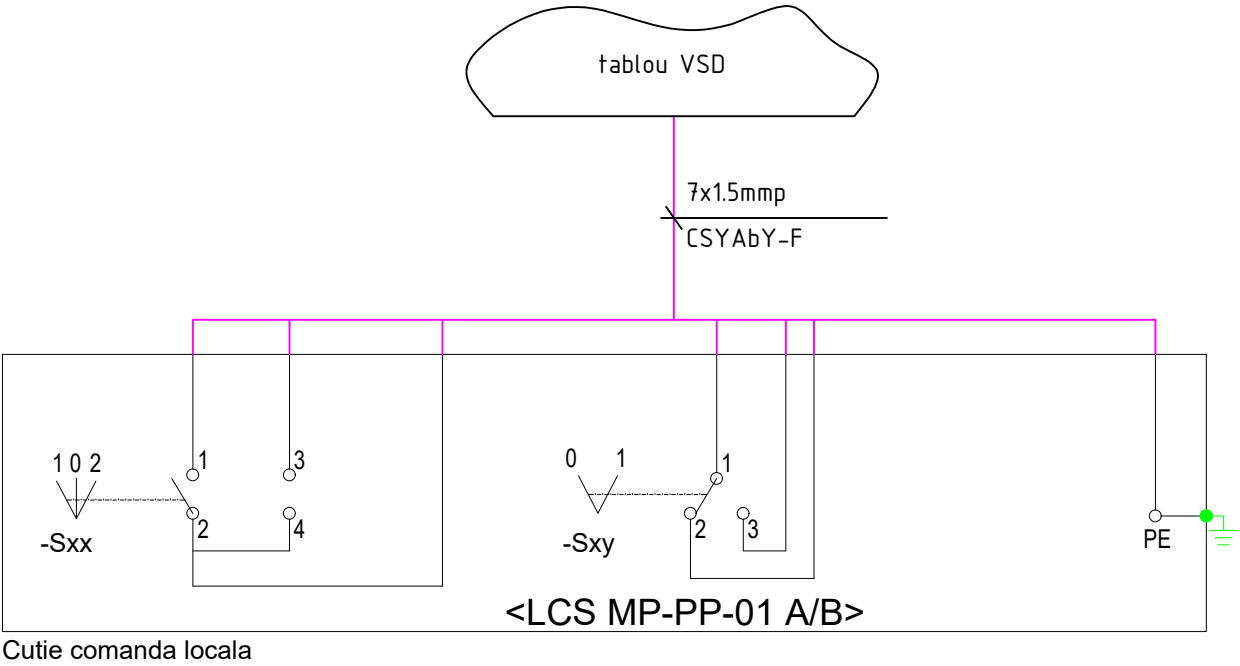 tablou VSD
7x1.5mmp
CSYAbY-F
1 0 2
1
3
0 1
1
2
4
2
3
-Sxx
-Sxy
PE
<LCS MP-PP-01 A/B>
Cutie comanda locala